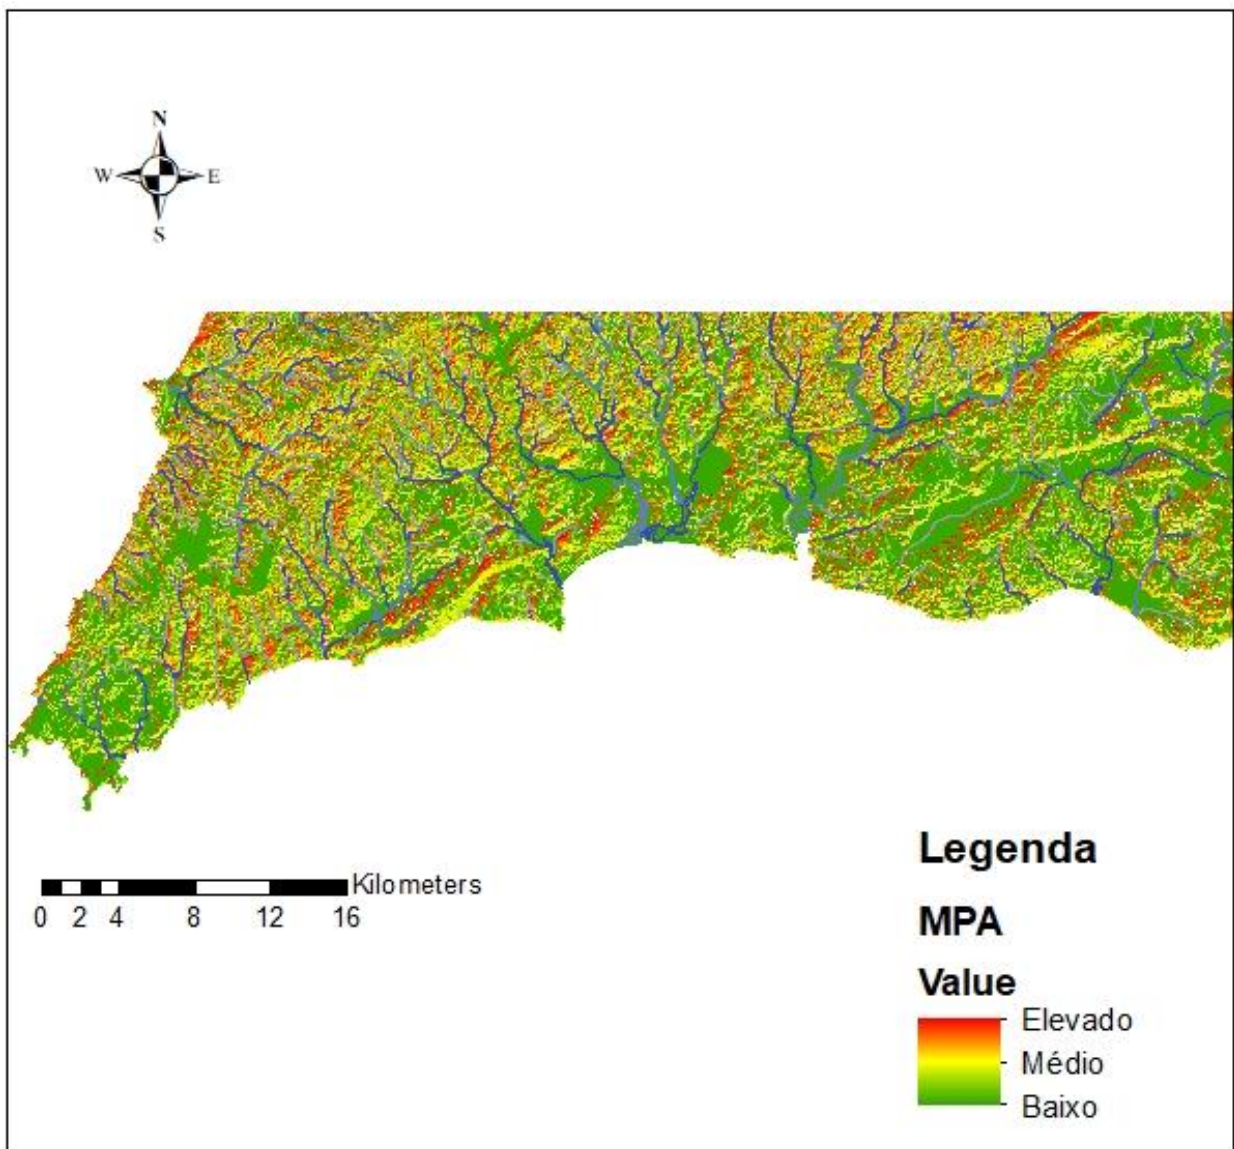 N
W E
S
Kilometers
0 2 4 8 12 16
Legenda
MPA
Value
Elevado
Médio
Baixo